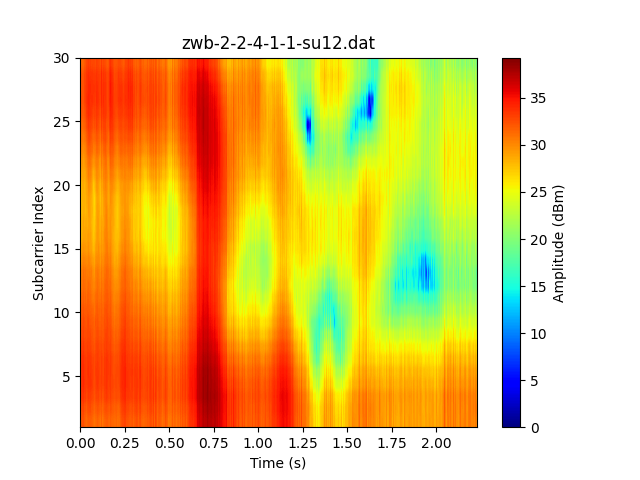 zwb-2-2-4-1-1-su12.dat
30
25
20
15
10
5
Subcarrier Index
0.00 0.25 0.50 0.75 1.00 1.25 1.50 1.75 2.00
Time (s)
35
30
25
20
15
10
5
0
Amplitude (dBm)